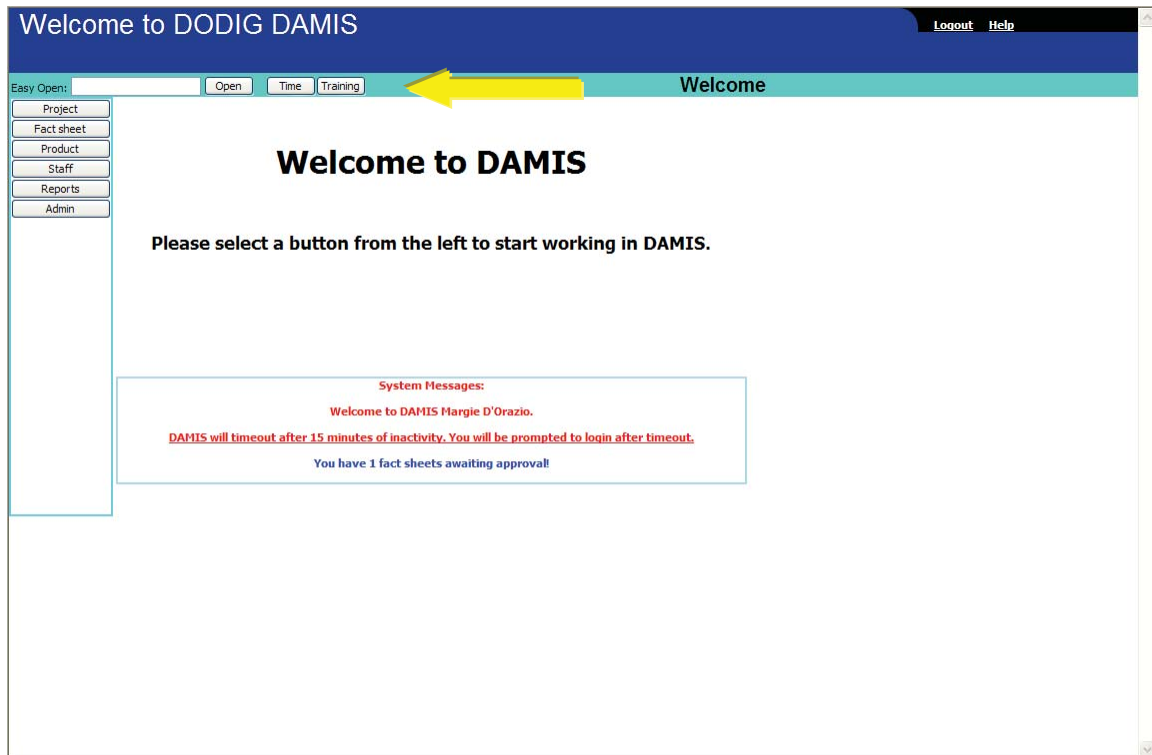 Welcome to DODIG DAMIS
Logout Help
Easy Open: Open Time Training Welcome
Project
Fact sheet
Product
Staff
Reports
Admin
Welcome to DAMIS
Please select a button from the left to start working in DAMIS.
System Messages:
Welcome to DAMIS Margie D'Orazio.
DAMIS will timeout after 15 minutes of inactivity. You will be prompted to login after timeout.
You have 1 fact sheets awaiting approval!